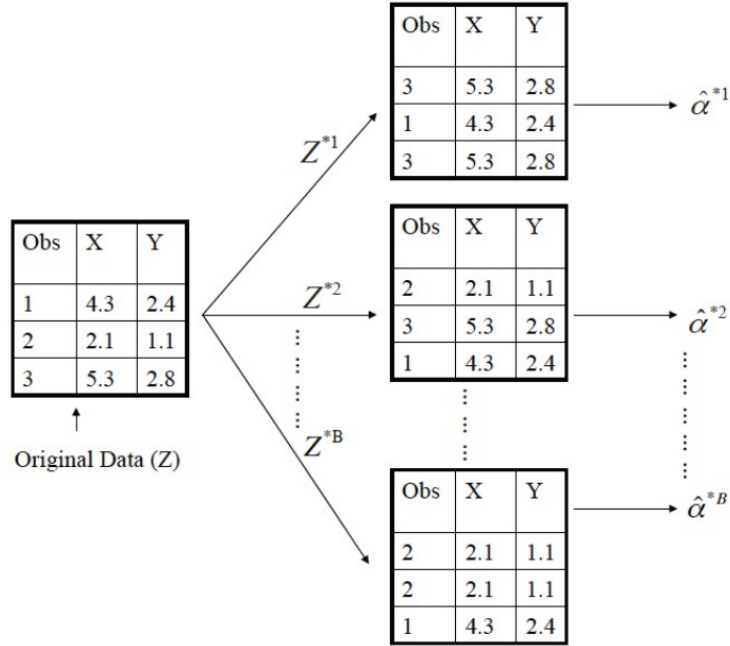 Obs X Y
3 5.3 2.8
1 4.3 2.4
3 5.3 2.8
α̂*1
Z*1
Obs X Y
1 4.3 2.4
2 2.1 1.1
3 5.3 2.8
Original Data (Z)
Z*2
Obs X Y
2 2.1 1.1
3 5.3 2.8
1 4.3 2.4
α̂*2
Z*B
Obs X Y
2 2.1 1.1
2 2.1 1.1
1 4.3 2.4
α̂*B